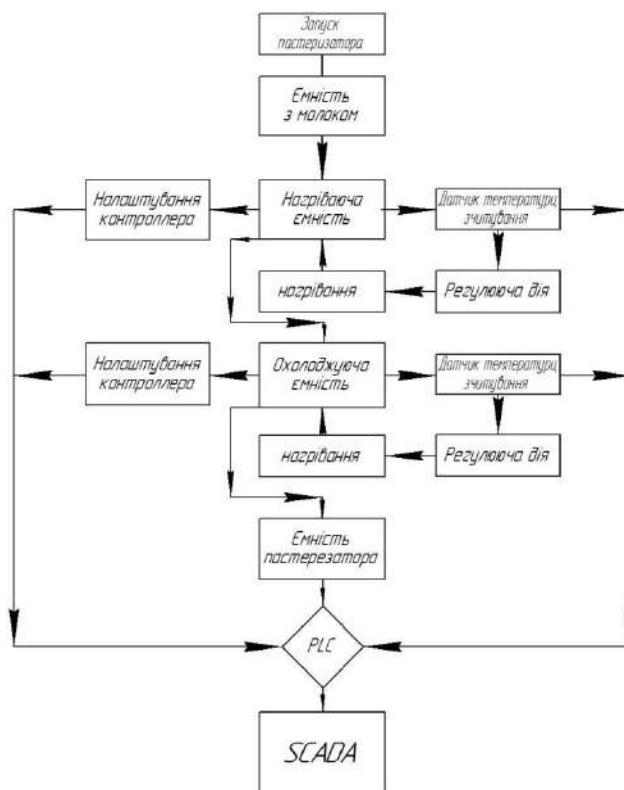 Запуск
пастеризатора
Ємність
з молоком
Налаштування
контроллера
Нагріваюча
ємність
Датчик температури
зчитування
нагрівання
Регулююча дія
Налаштування
контроллера
Охолоджуюча
ємність
Датчик температури
зчитування
нагрівання
Регулююча дія
Ємність
пастерезатора
PLC
SCADA